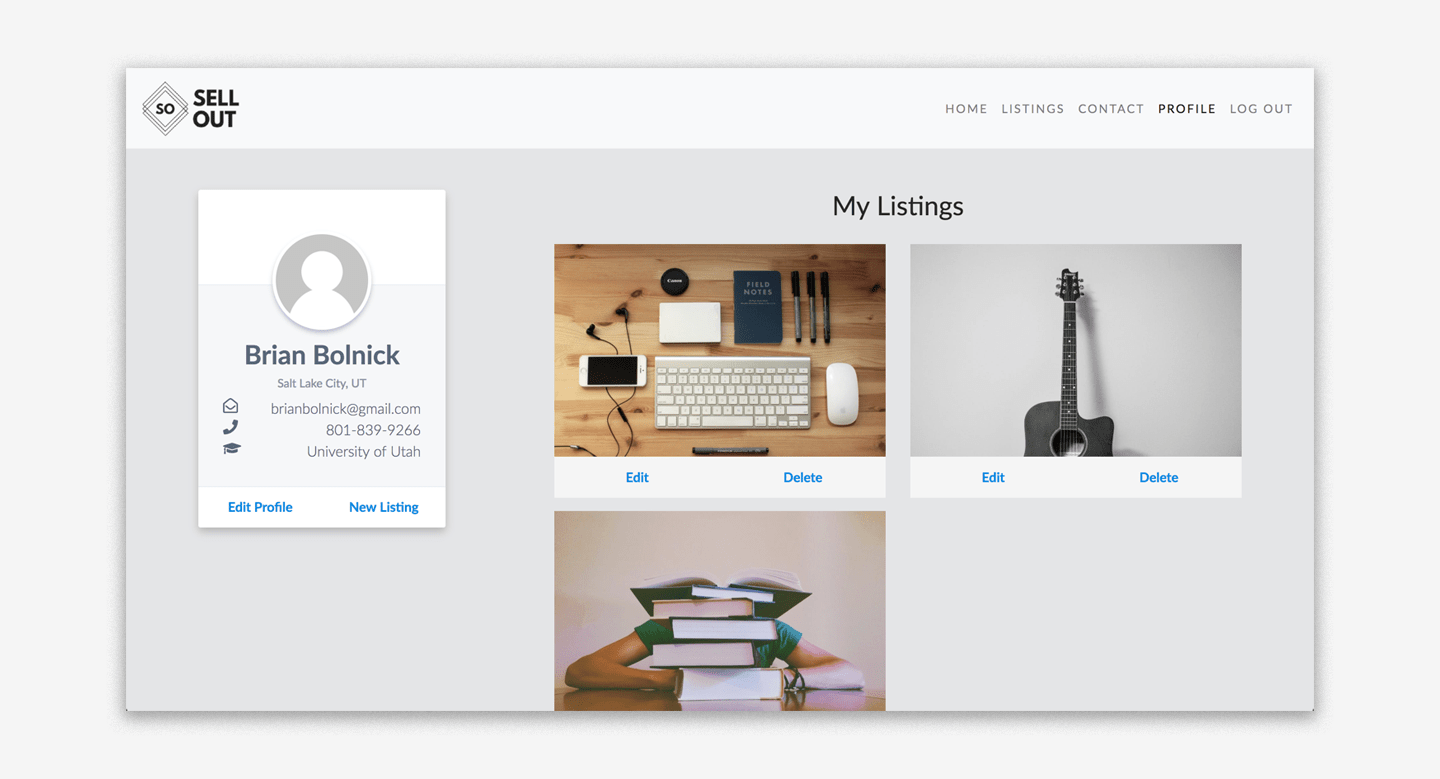 SO
SELL
OUT
HOME LISTINGS CONTACT PROFILE LOG OUT
Brian Bolnick
Salt Lake City, UT
brianbolnick@gmail.com
801-839-9266
University of Utah
Edit Profile New Listing
My Listings
Canon
FIELD
NOTES
Edit Delete
Edit Delete